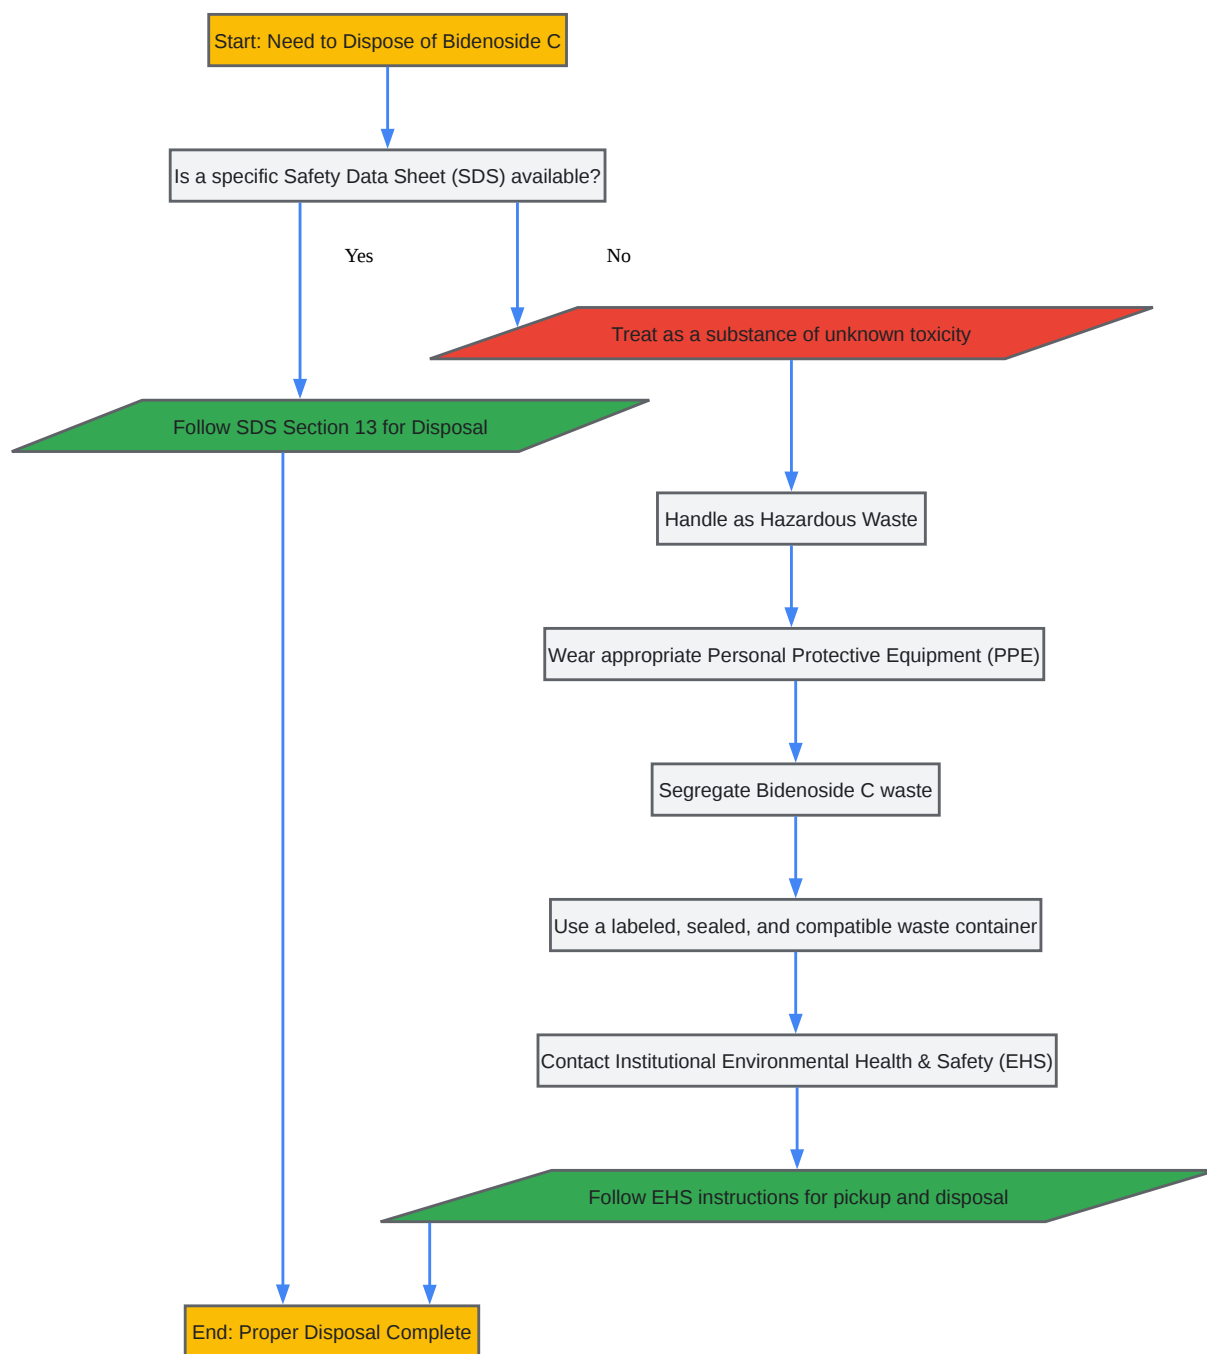 Start: Need to Dispose of Bidenoside C
Is a specific Safety Data Sheet (SDS) available?
Yes
No
Treat as a substance of unknown toxicity
Follow SDS Section 13 for Disposal
Handle as Hazardous Waste
Wear appropriate Personal Protective Equipment (PPE)
Segregate Bidenoside C waste
Use a labeled, sealed, and compatible waste container
Contact Institutional Environmental Health & Safety (EHS)
Follow EHS instructions for pickup and disposal
End: Proper Disposal Complete